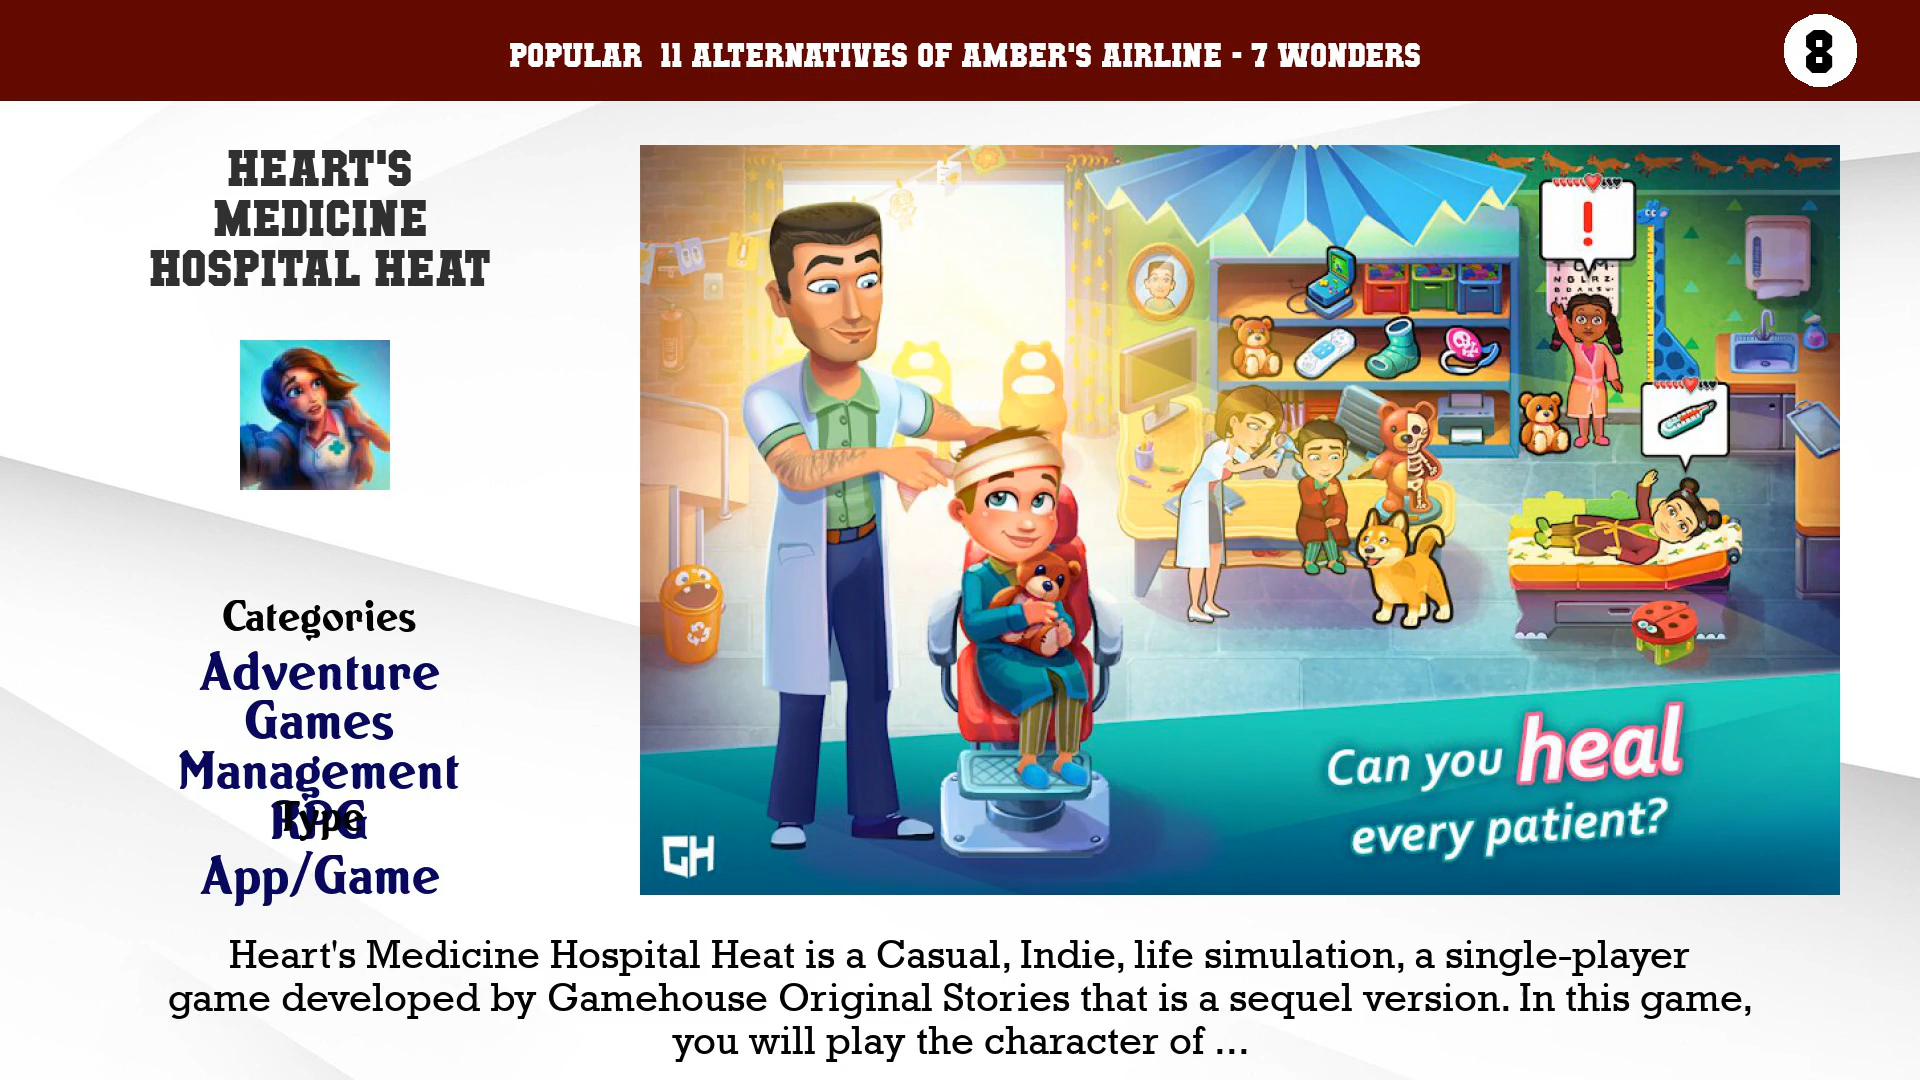 POPULAR 11 ALTERNATIVES OF AMBER'S AIRLINE - 7 WONDERS
8
HEART'S
MEDICINE
HOSPITAL HEAT
Categories
Adventure
Games
Management
RPG
Type
App/Game
!
Can you heal
every patient?
GH
Heart's Medicine Hospital Heat is a Casual, Indie, life simulation, a single-player
game developed by Gamehouse Original Stories that is a sequel version. In this game,
you will play the character of ...